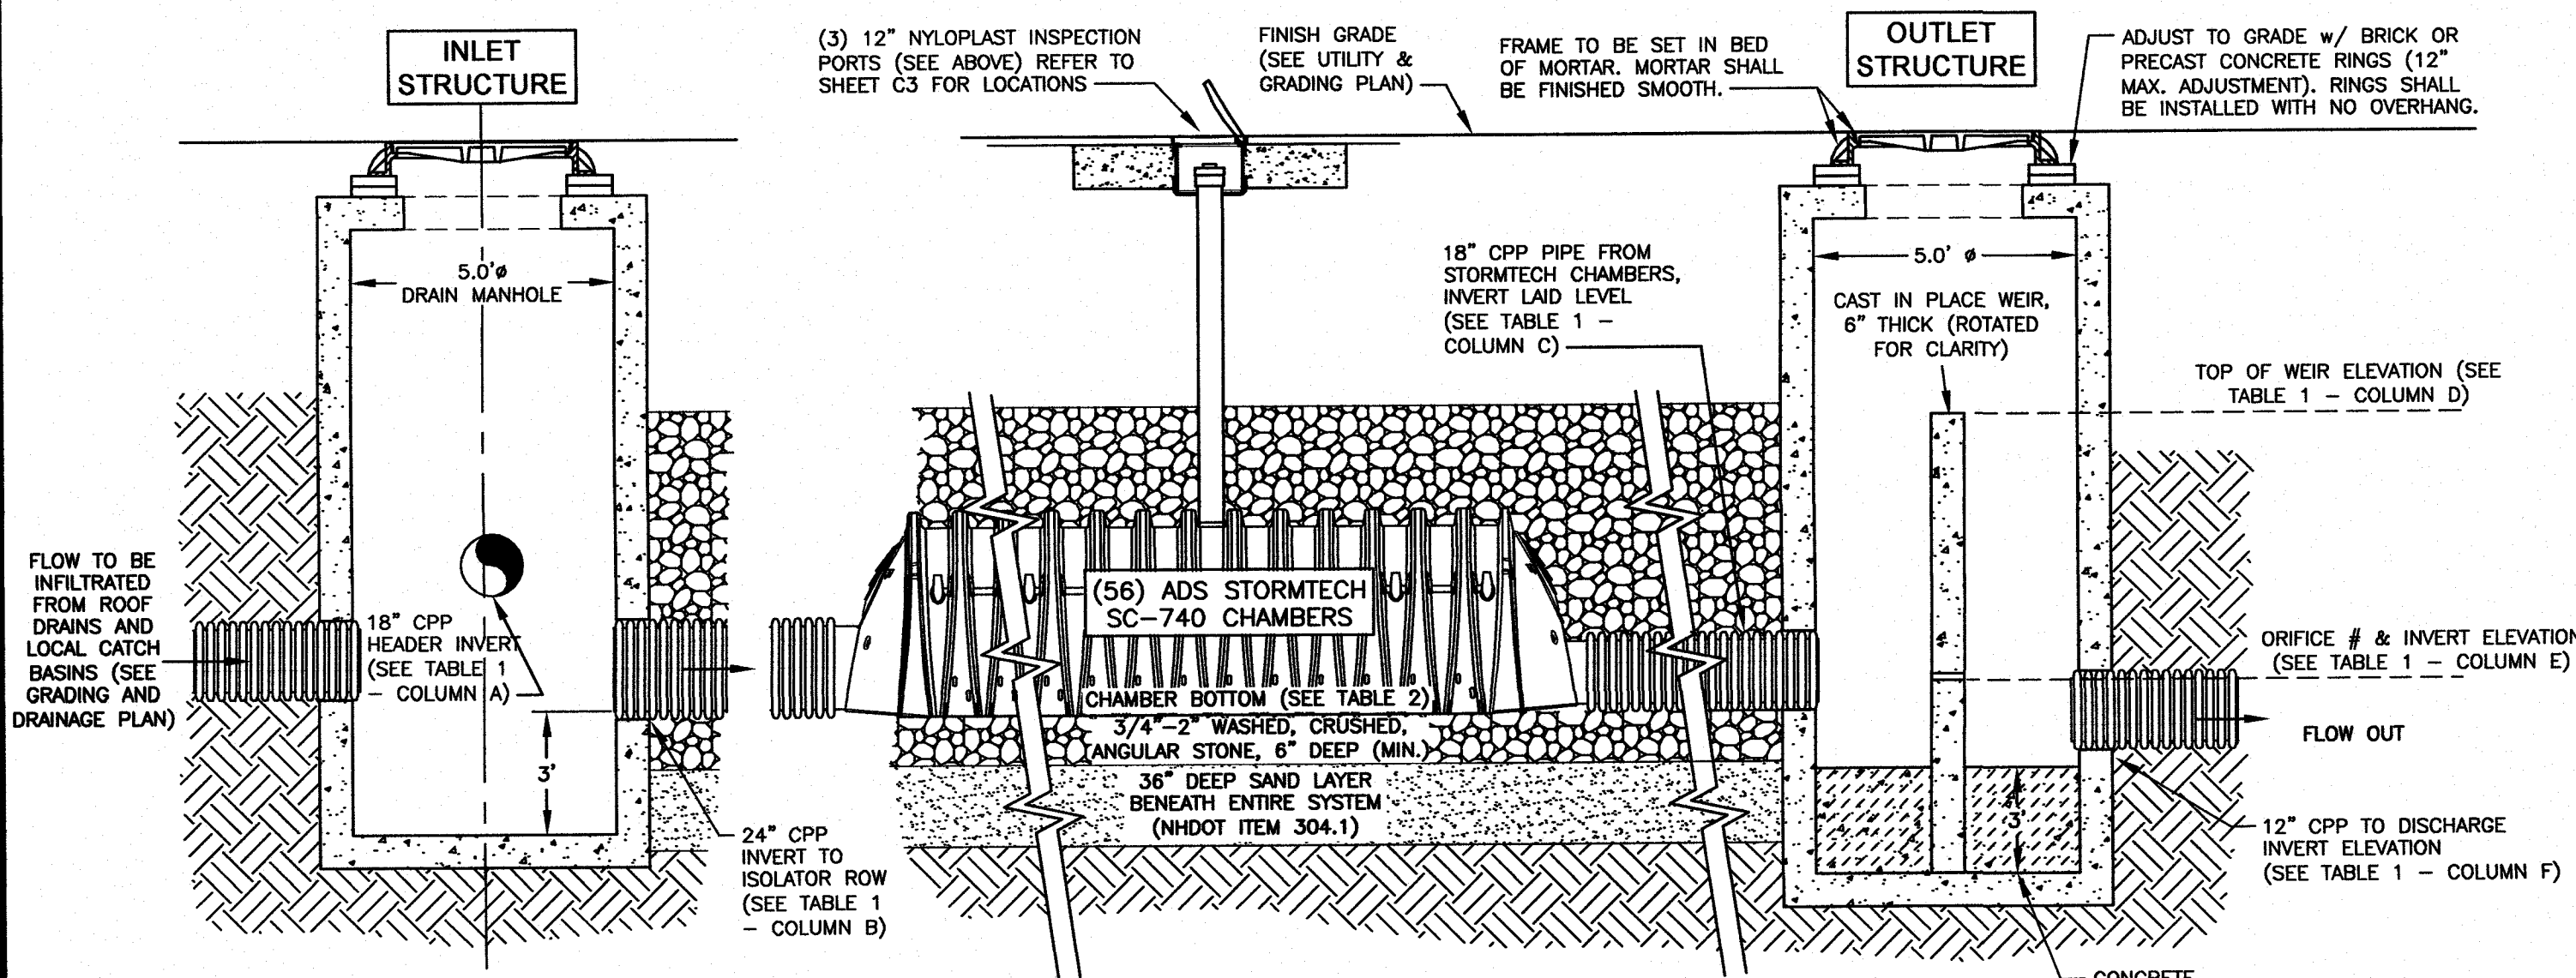 INLET
STRUCTURE
(3) 12" NYLOPLAST INSPECTION
PORTS (SEE ABOVE) REFER TO
SHEET C3 FOR LOCATIONS
FINISH GRADE
(SEE UTILITY &
GRADING PLAN)
FRAME TO BE SET IN BED
OF MORTAR. MORTAR SHALL
BE FINISHED SMOOTH.
OUTLET
STRUCTURE
ADJUST TO GRADE w/ BRICK OR
PRECAST CONCRETE RINGS (12"
MAX. ADJUSTMENT). RINGS SHALL
BE INSTALLED WITH NO OVERHANG.
5.0'ø
DRAIN MANHOLE
18" CPP PIPE FROM
STORMTECH CHAMBERS,
INVERT LAID LEVEL
(SEE TABLE 1 –
COLUMN C)
5.0' ø
CAST IN PLACE WEIR,
6" THICK (ROTATED
FOR CLARITY)
TOP OF WEIR ELEVATION (SEE
TABLE 1 – COLUMN D)
FLOW TO BE
INFILTRATED
FROM ROOF
DRAINS AND
LOCAL CATCH
BASINS (SEE
GRADING AND
DRAINAGE PLAN)
18" CPP
HEADER INVERT
(SEE TABLE 1
– COLUMN A)
3'
24" CPP
INVERT TO
ISOLATOR ROW
(SEE TABLE 1
– COLUMN B)
(56) ADS STORMTECH
SC-740 CHAMBERS
CHAMBER BOTTOM (SEE TABLE 2)
3/4"-2" WASHED, CRUSHED,
ANGULAR STONE, 6" DEEP (MIN.)
36" DEEP SAND LAYER
BENEATH ENTIRE SYSTEM
(NHDOT ITEM 304.1)
ORIFICE # & INVERT ELEVATION
(SEE TABLE 1 – COLUMN E)
FLOW OUT
3'
12" CPP TO DISCHARGE
INVERT ELEVATION
(SEE TABLE 1 – COLUMN F)
CONCRETE